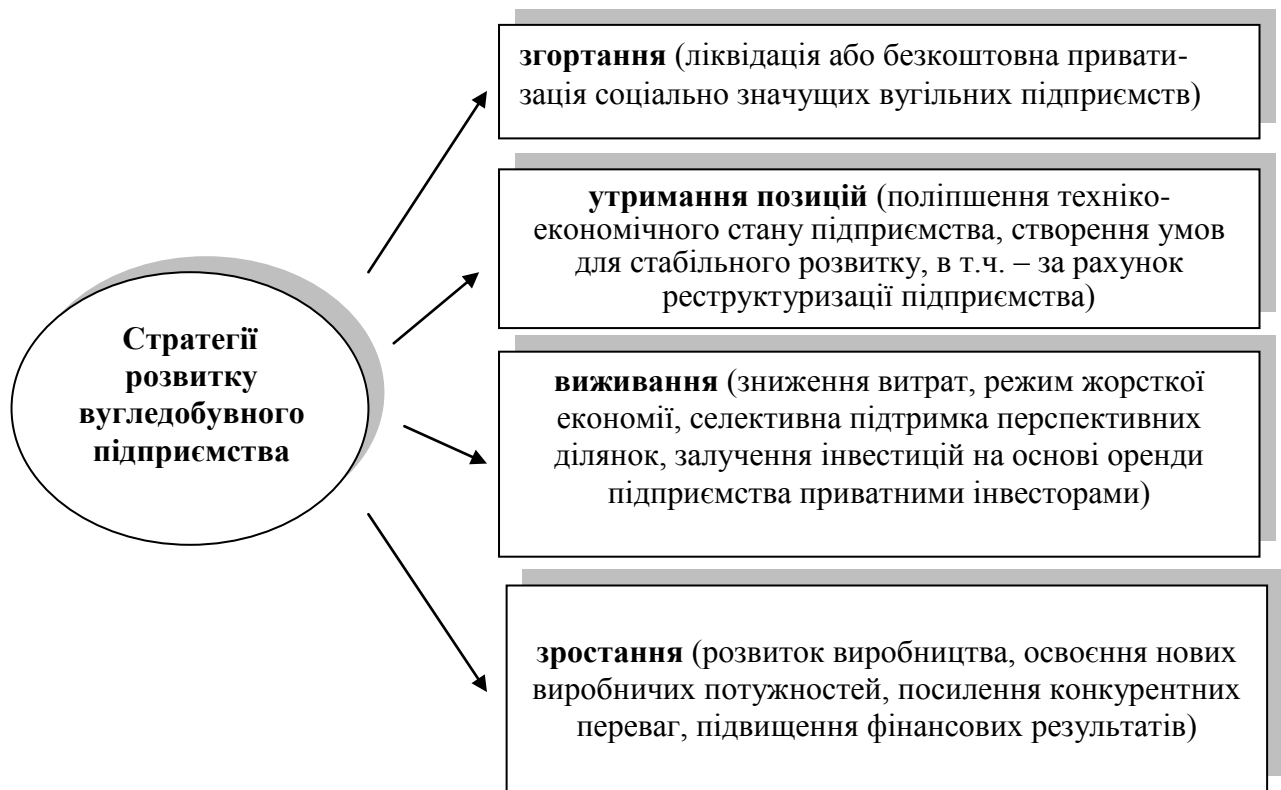 Стратегії
розвитку
вугледобувного
підприємства
згортання (ліквідація або безкоштовна привати-
зація соціально значущих вугільних підприємств)
утримання позицій (поліпшення техніко-
економічного стану підприємства, створення умов
для стабільного розвитку, в т.ч. – за рахунок
реструктуризації підприємства)
виживання (зниження витрат, режим жорсткої
економії, селективна підтримка перспективних
ділянок, залучення інвестицій на основі оренди
підприємства приватними інвесторами)
зростання (розвиток виробництва, освоєння нових
виробничих потужностей, посилення конкурентних
переваг, підвищення фінансових результатів)